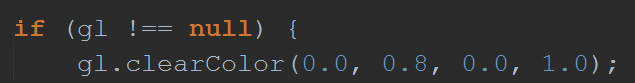 if (gl !== null) {
    gl.clearColor(0.0, 0.8, 0.0, 1.0);